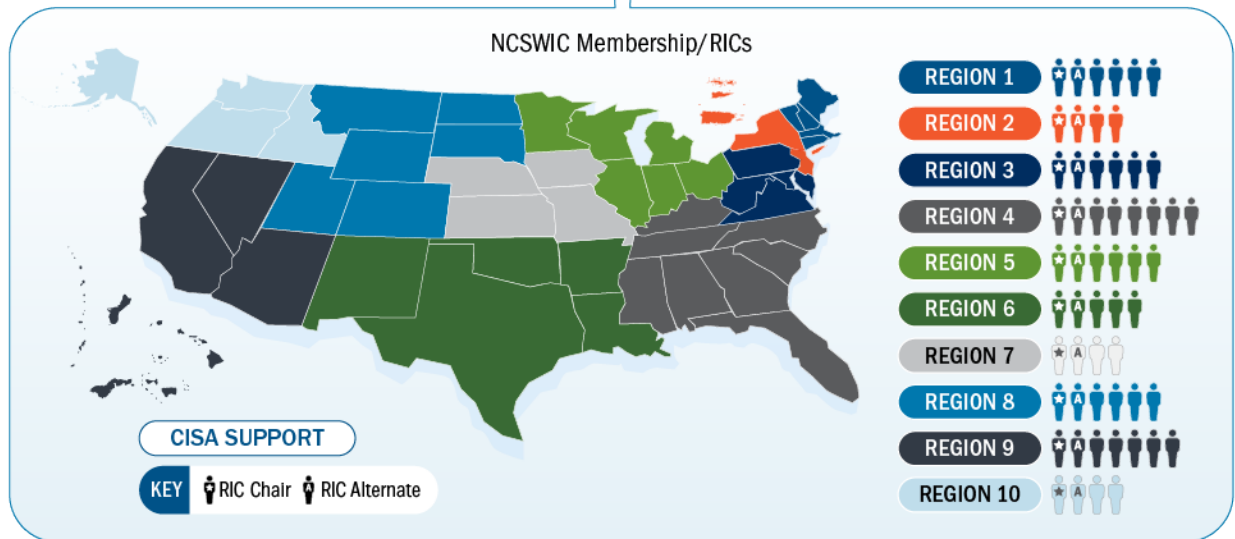 NCSWIC Membership/RICs
REGION 1
REGION 2
REGION 3
REGION 4
REGION 5
REGION 6
REGION 7
REGION 8
REGION 9
REGION 10
A
A
A
A
A
A
A
A
A
A
CISA SUPPORT
KEY RIC Chair A RIC Alternate